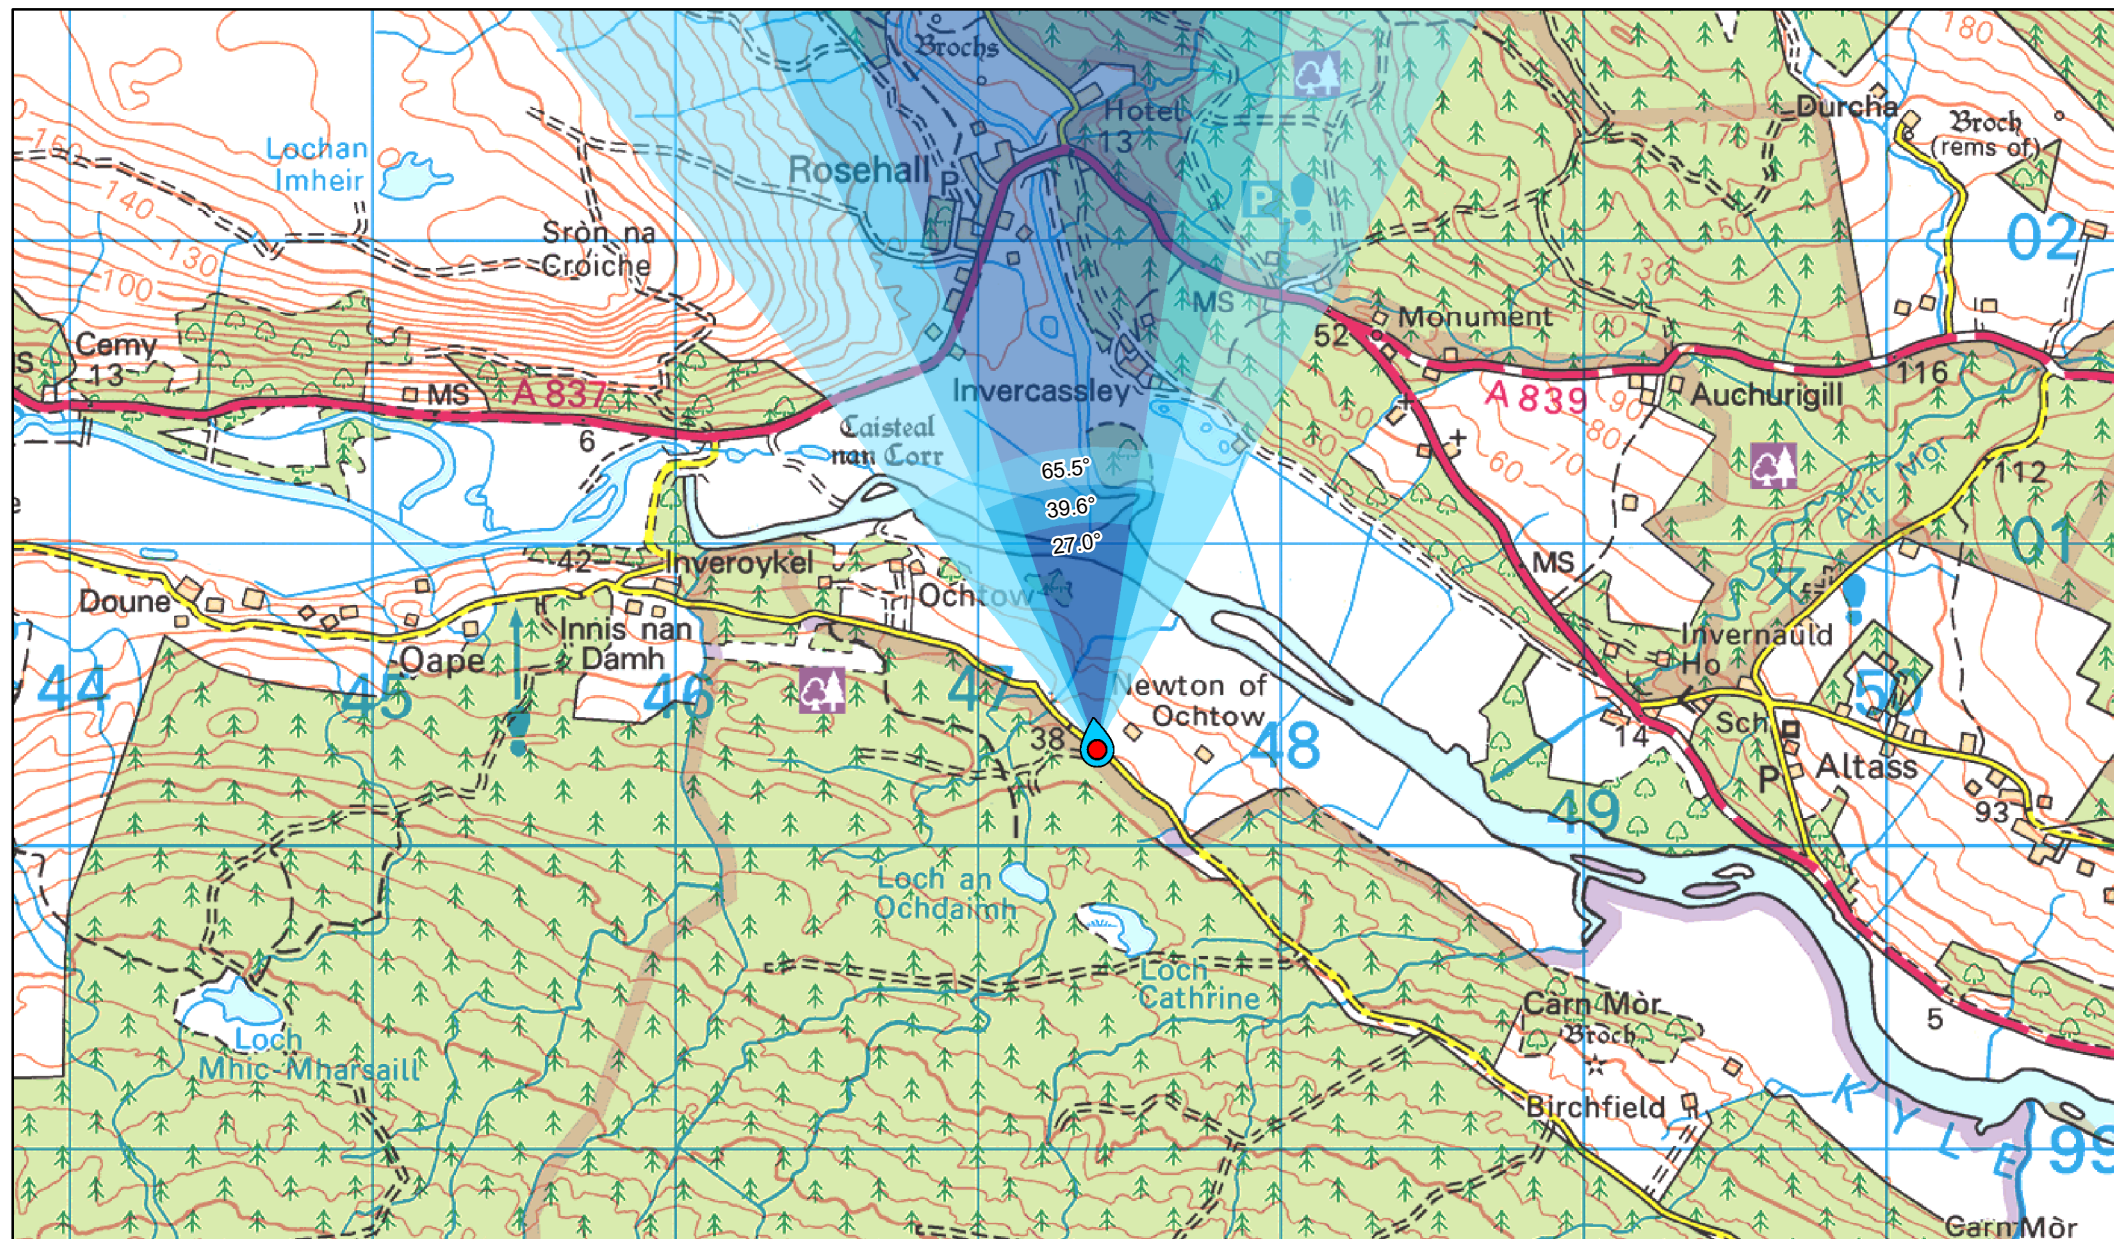 Brochs
180
Hotel
13
Durcha
Broch
(rems of)
150
Lochan
Imheir
Rosehall
P
P
170
140
Sròn na
Cròiche
130
50
02
100
130
MS
Monument
100
52
Cemy
13
MS
A 837
Invercassley
A 839
90
Auchurigill
116
6
Caisteal
nan Corr
50
80
50
60
70
65.5°
Allt Mór
112
39.6°
27.0°
01
42
Inveroykel
MS
Doune
Ochtow
Innis nan
Damh
Invernauld
Ho
Oape
44
45
46
47
Newton of
Ochtow
48
50
38
14
Sch
P
Altass
49
93
Loch an
Ochdaimh
Loch
Cathrine
Carn Mòr
Broch
5
Loch
Mhic-Mharsaill
Birchfield
KYLE
99
Carn Mòr